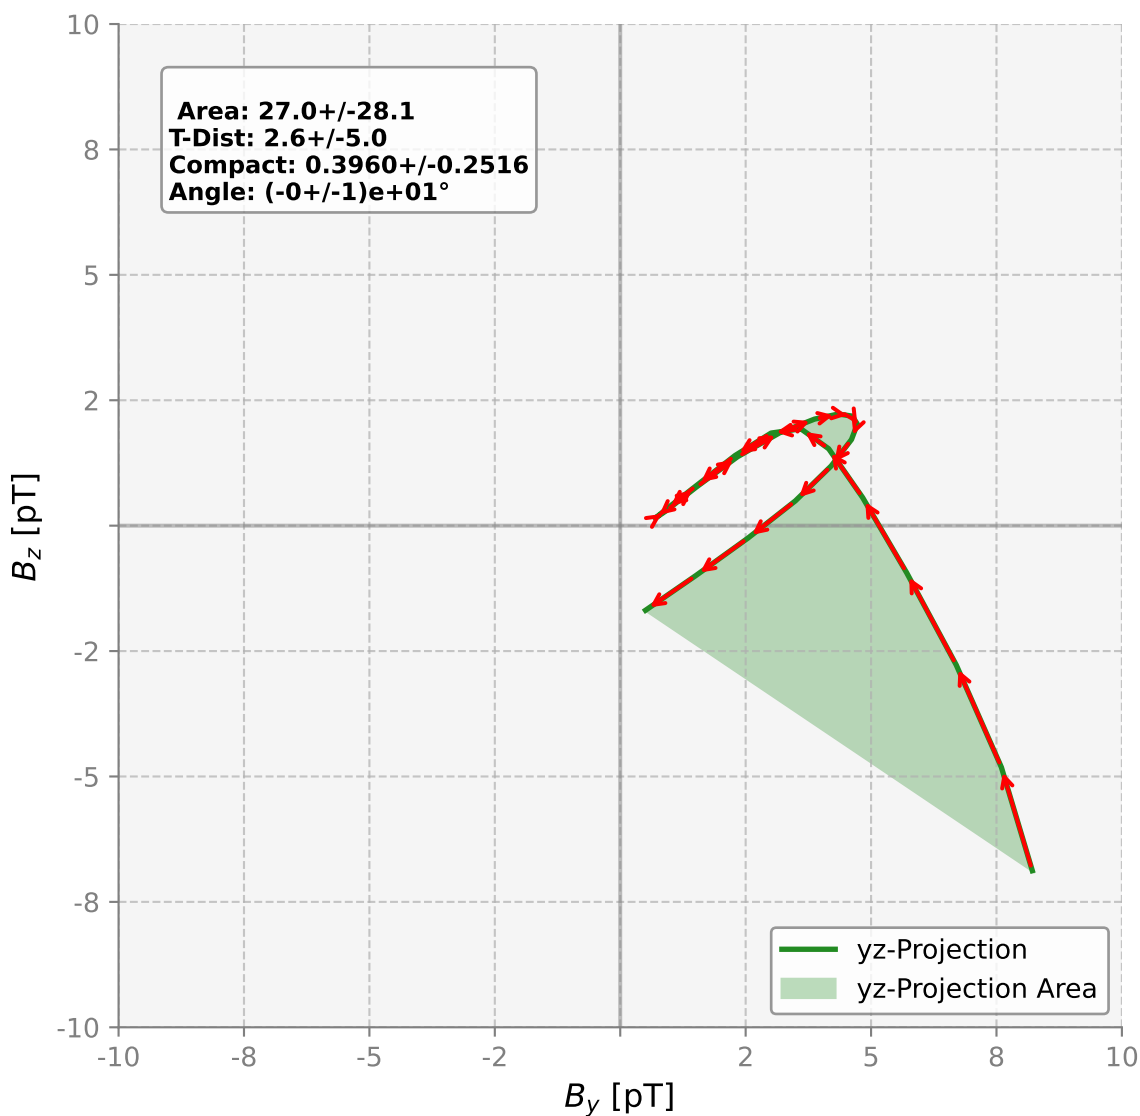 10
8
5
2
-2
-5
-8
-10
B_z [pT]
Area: 27.0+/-28.1
T-Dist: 2.6+/-5.0
Compact: 0.3960+/-0.2516
Angle: (-0+/-1)e+01°
yz-Projection
yz-Projection Area
-10 -8 -5 -2 2 5 8 10
B_y [pT]